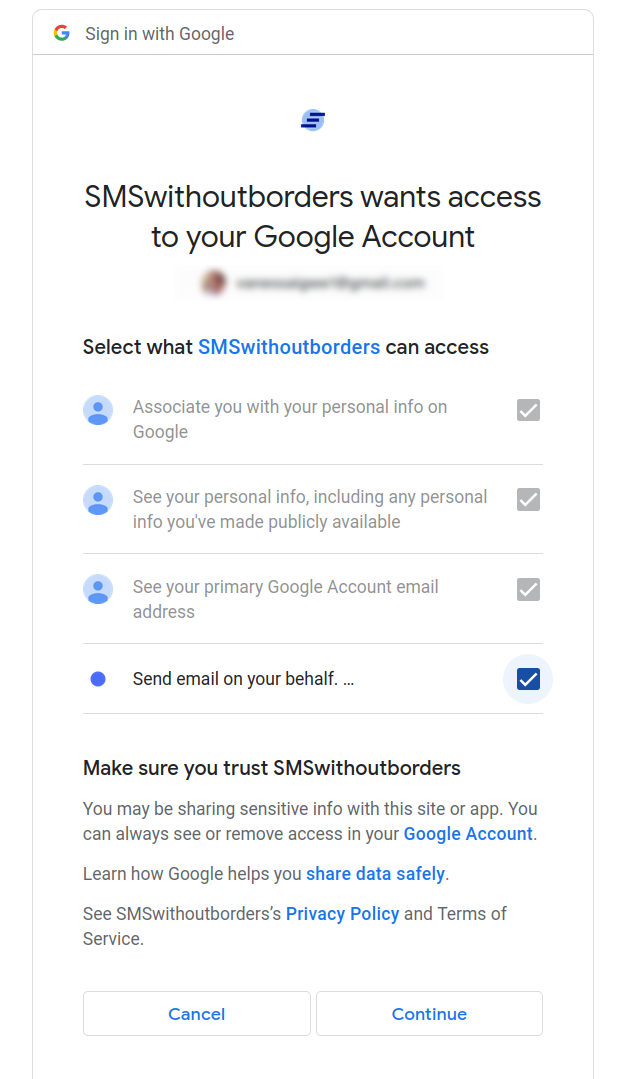 Sign in with Google
SMSwithoutborders wants access
to your Google Account
Select what SMSwithoutborders can access
Associate you with your personal info on
Google
See your personal info, including any personal
info you've made publicly available
See your primary Google Account email
address
Send email on your behalf. ...
Make sure you trust SMSwithoutborders
You may be sharing sensitive info with this site or app. You
can always see or remove access in your Google Account.
Learn how Google helps you share data safely.
See SMSwithoutborders’s Privacy Policy and Terms of
Service.
Cancel
Continue